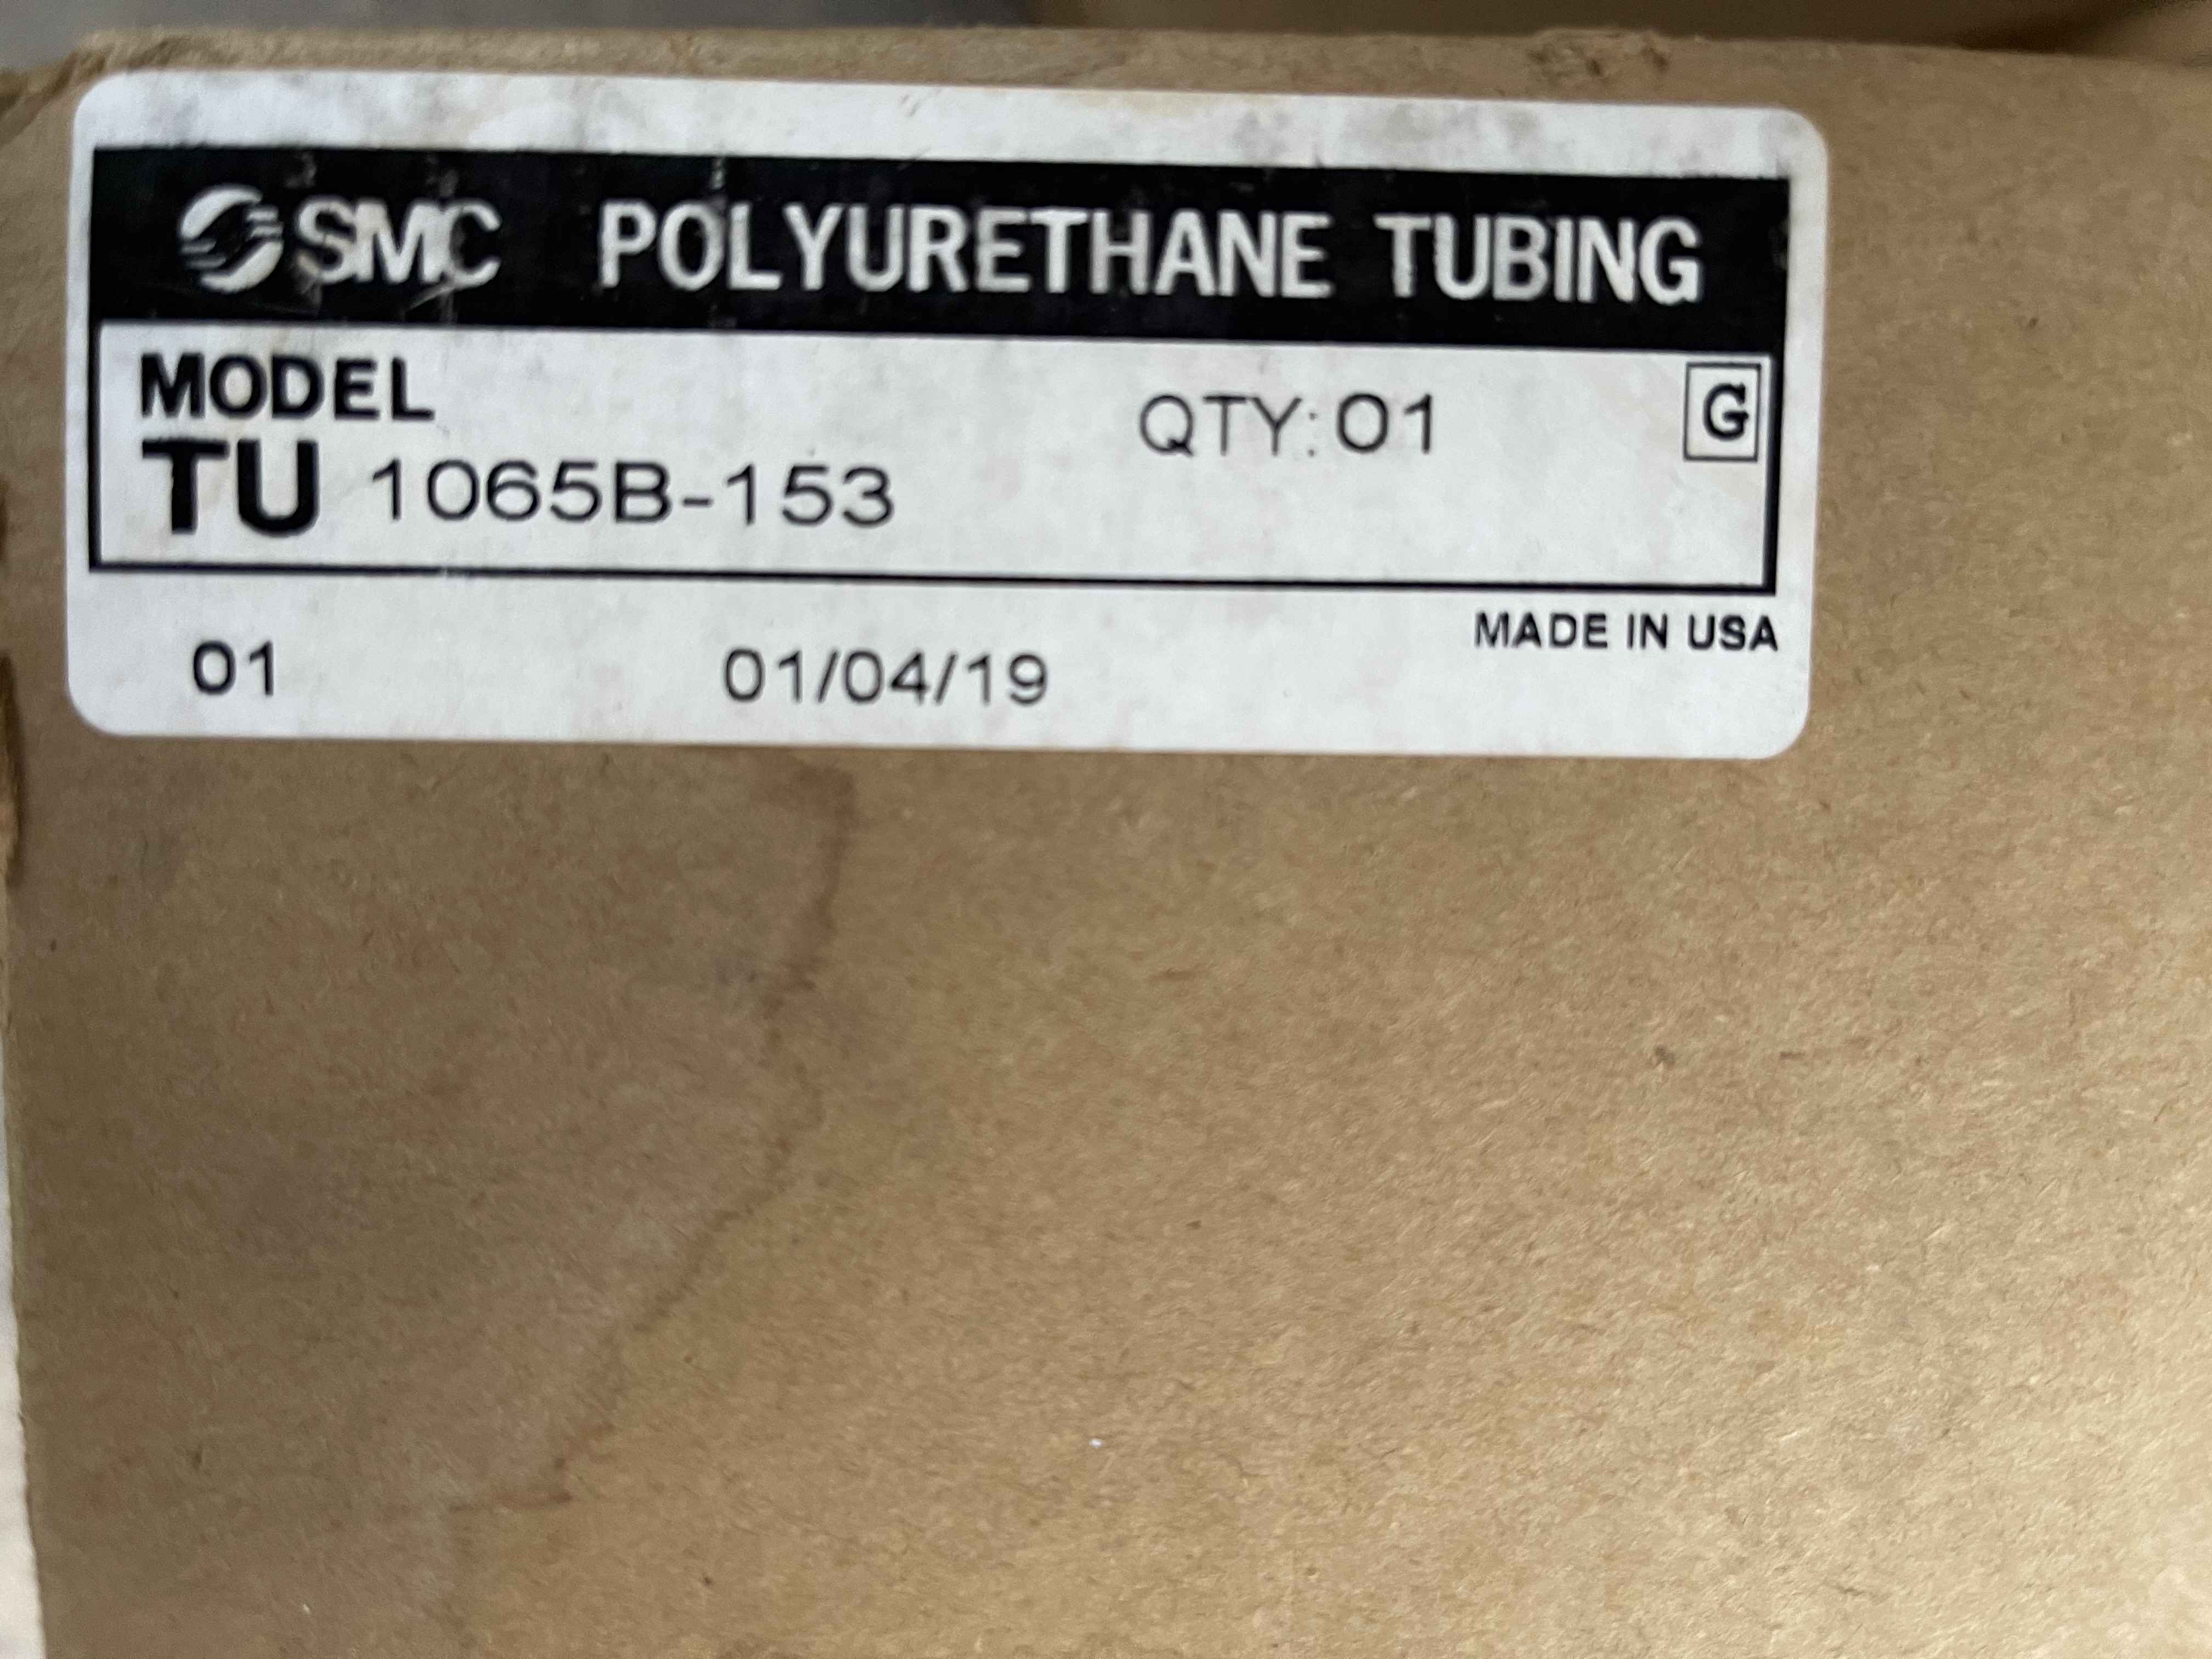 SMC POLYURETHANE TUBING
MODEL
QTY:01
G
TU 1065B-153
MADE IN USA
01
01/04/19